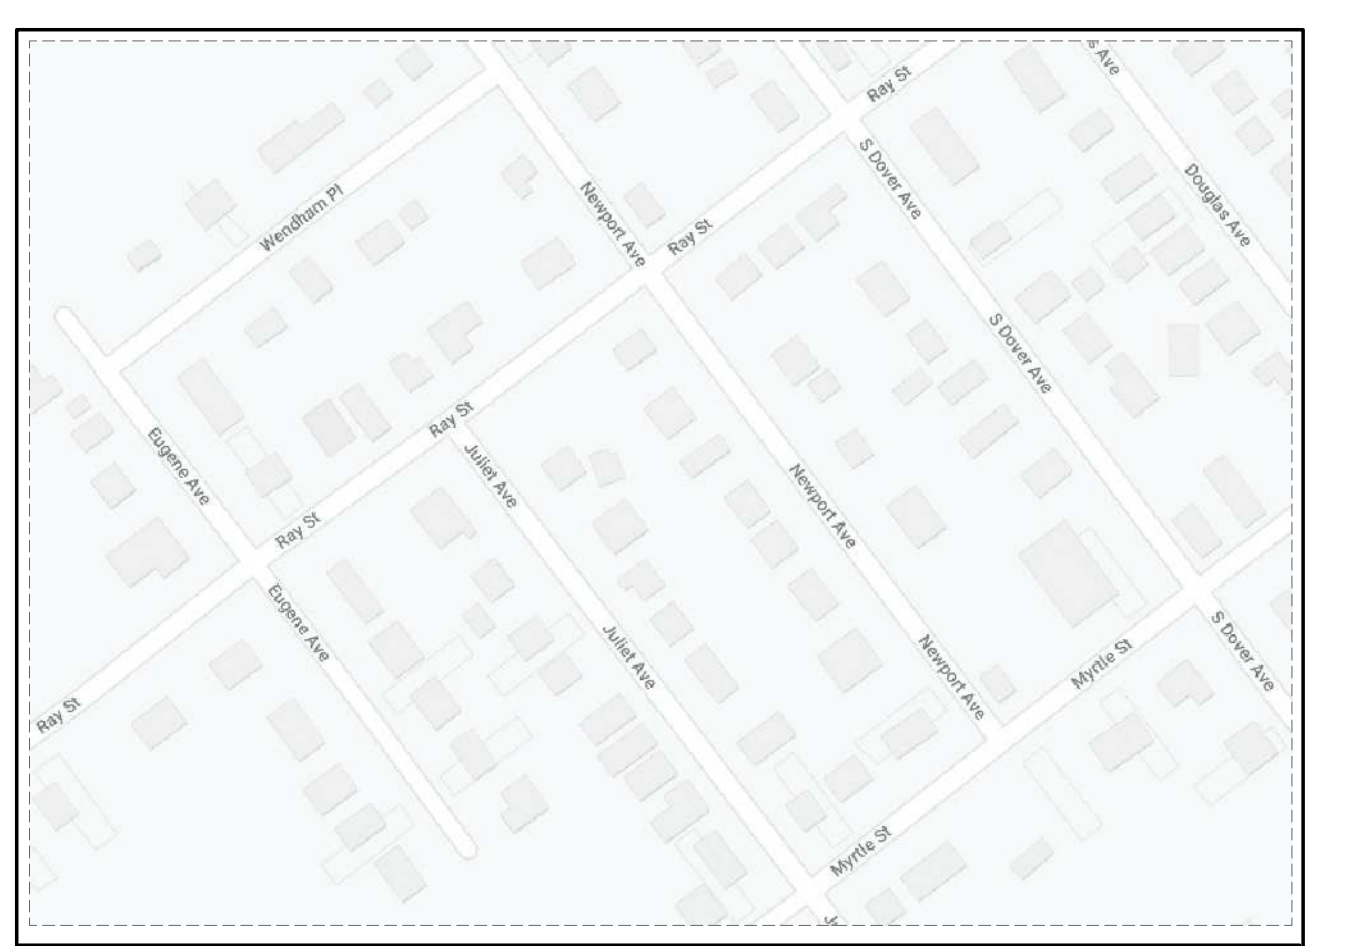 s Ave
Ray St
S Dover Ave
Wendham Pl
Newport Ave
Douglas Ave
Ray St
S Dover Ave
Ray St
Eugene Ave
Juliet Ave
Newport Ave
Ray St
Eugene Ave
Juliet Ave
Newport Ave
Myrtle St
S Dover Ave
Ray St
Myrtle St